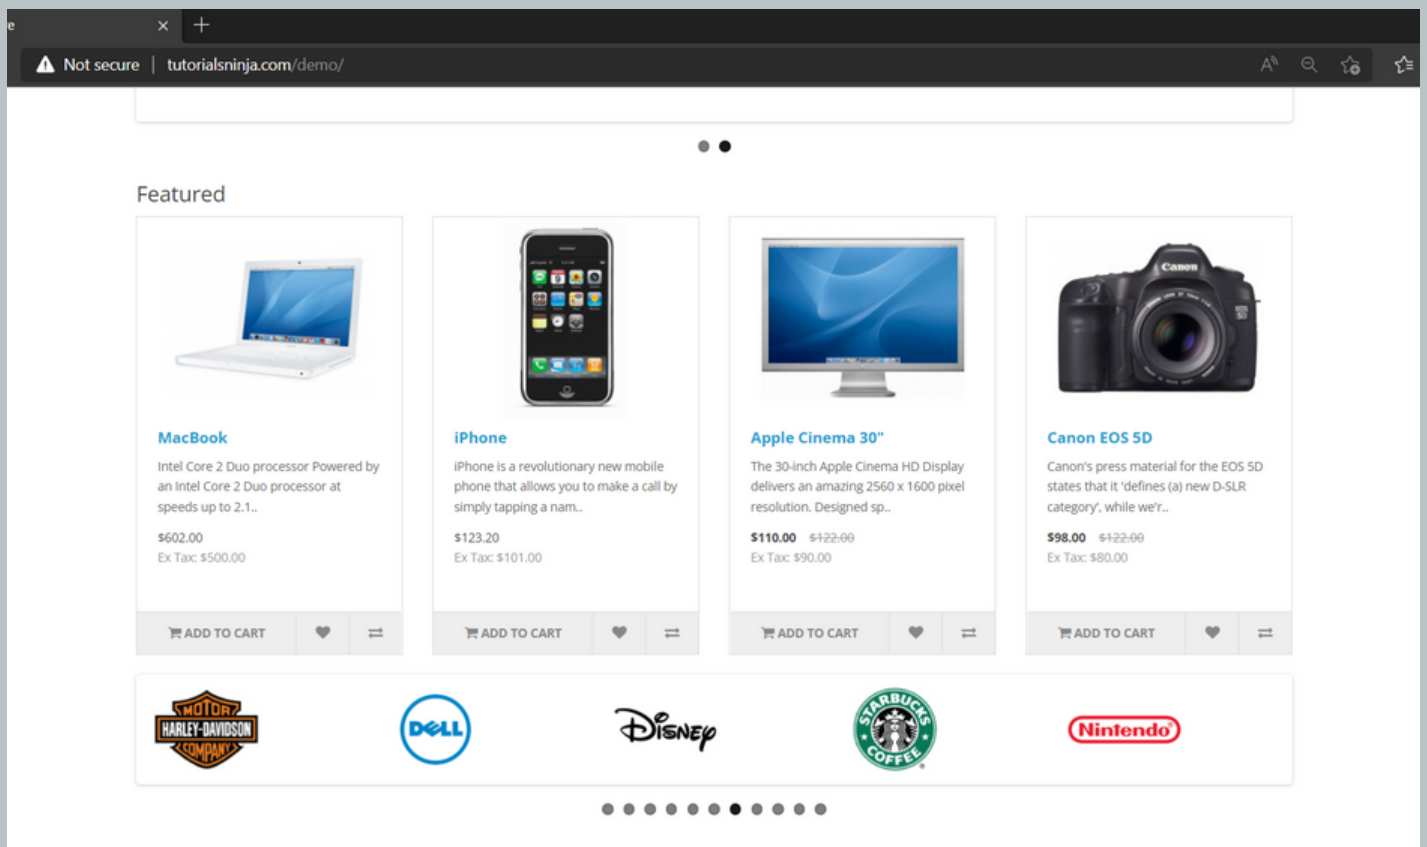 e
Not secure | tutorialsninja.com/demo/
Featured
Canon
EOS
5D
MacBook
Intel Core 2 Duo processor Powered by
an Intel Core 2 Duo processor at
speeds up to 2.1..
$602.00
Ex Tax: $500.00
ADD TO CART
iPhone
iPhone is a revolutionary new mobile
phone that allows you to make a call by
simply tapping a nam..
$123.20
Ex Tax: $101.00
ADD TO CART
Apple Cinema 30"
The 30-inch Apple Cinema HD Display
delivers an amazing 2560 x 1600 pixel
resolution. Designed sp..
$110.00 $122.00
Ex Tax: $90.00
ADD TO CART
Canon EOS 5D
Canon's press material for the EOS 5D
states that it 'defines (a) new D-SLR
category', while we'r..
$98.00 $122.00
Ex Tax: $80.00
ADD TO CART
MOTOR
HARLEY-DAVIDSON
COMPANY
DELL
Disney
STARBUCKS
COFFEE
Nintendo